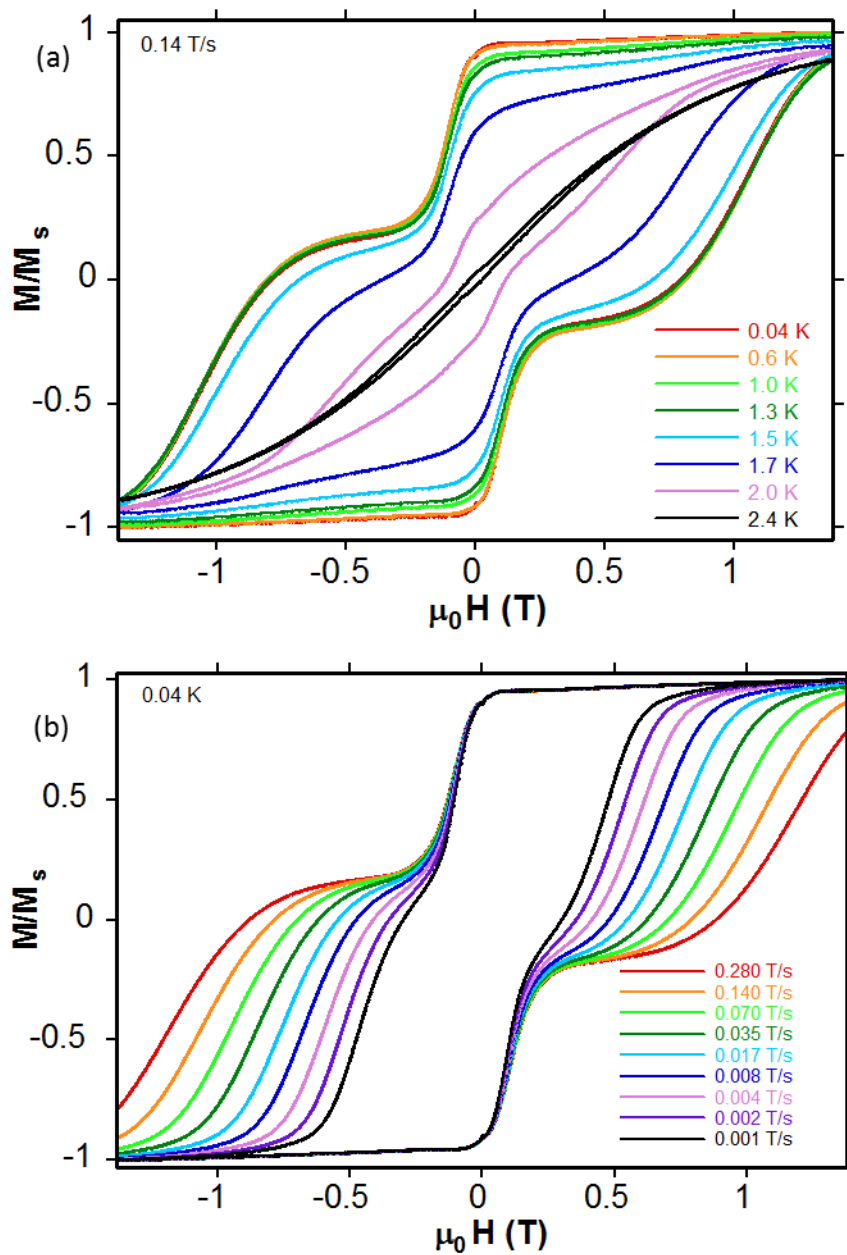 (a)
0.14 T/s
1
0.5
0
-0.5
-1
M/Ms
0.04 K
0.6 K
1.0 K
1.3 K
1.5 K
1.7 K
2.0 K
2.4 K
-1 -0.5 0 0.5 1
μ0 H (T)
(b)
0.04 K
1
0.5
0
-0.5
-1
M/Ms
0.280 T/s
0.140 T/s
0.070 T/s
0.035 T/s
0.017 T/s
0.008 T/s
0.004 T/s
0.002 T/s
0.001 T/s
-1 -0.5 0 0.5 1
μ0 H (T)